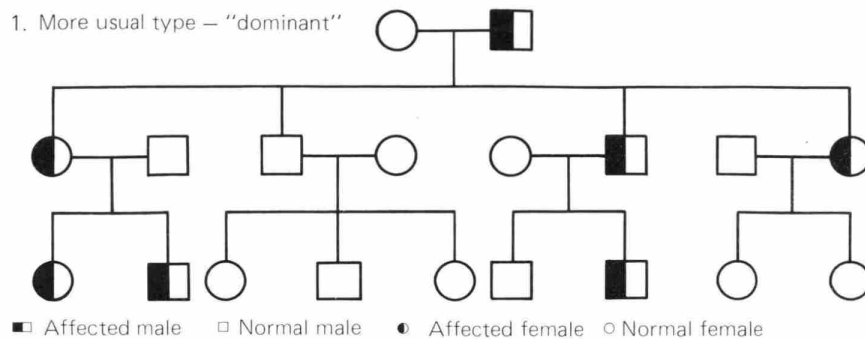 1. More usual type – "dominant"
Affected male Normal male Affected female Normal female